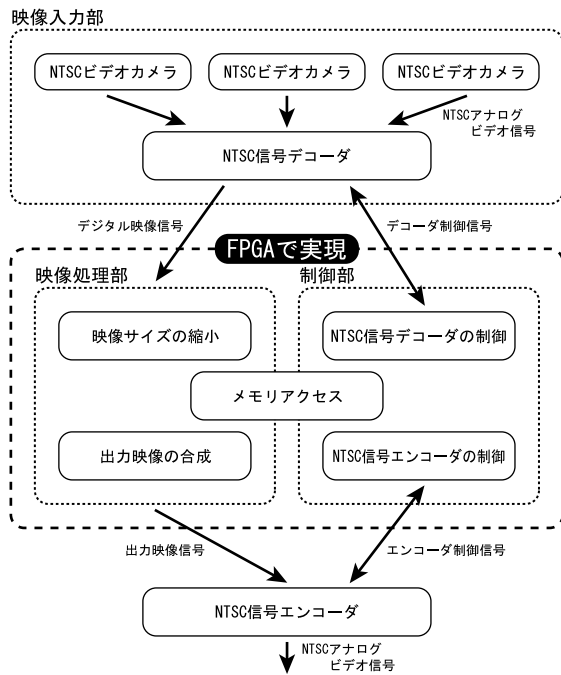 映像入力部
NTSCビデオカメラ
NTSCビデオカメラ
NTSCビデオカメラ
NTSCアナログ
ビデオ信号
NTSC信号デコーダ
デジタル映像信号
デコーダ制御信号
FPGAで実現
映像処理部
制御部
映像サイズの縮小
NTSC信号デコーダの制御
メモリアクセス
出力映像の合成
NTSC信号エンコーダの制御
出力映像信号
エンコーダ制御信号
NTSC信号エンコーダ
NTSCアナログ
ビデオ信号